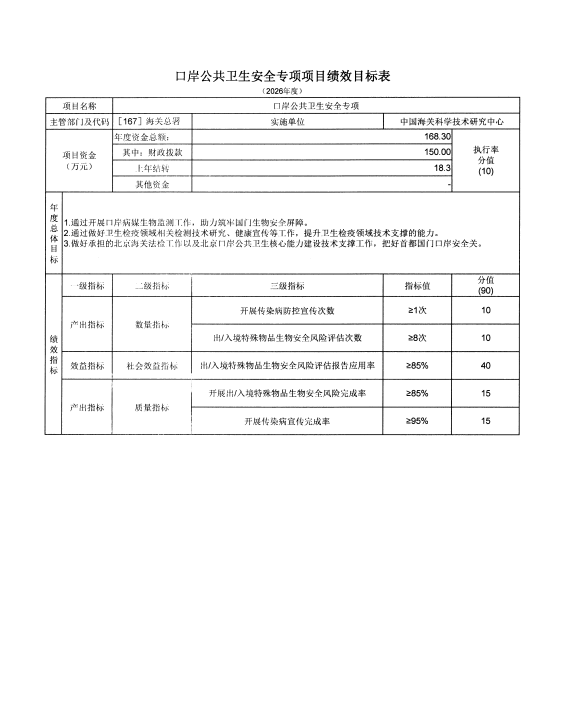 口岸公共卫生安全专项项目绩效目标表
（2026年度）
项目名称 口岸公共卫生安全专项
主管部门及代码 [167]海关总署 实施单位 中国海关科学技术研究中心
项目资金（万元） 年度资金总额： 168.30 执行率分值(10)
其中：财政拨款 150.00
上年结转 18.3
其他资金 -
年度总体目标
1.通过开展口岸病媒生物监测工作、助力筑牢国门生物安全屏障。
2.通过做好卫生检疫领域相关检测技术研究、健康宣传等工作，提升卫生检疫领域技术支撑的能力。
3.做好承担的北京海关法检工作以及北京口岸公共卫生核心能力建设技术支撑工作，把好首都国门口岸安全关。
绩效指标
一级指标 二级指标 三级指标 指标值 分值(90)
产出指标 数量指标 开展传染病防控宣传次数 ≥1次 10
出/入境特殊物品生物安全风险评估次数 ≥8次 10
效益指标 社会效益指标 出/入境特殊物品生物安全风险评估报告应用率 ≥85% 40
产出指标 质量指标 开展出/入境特殊物品生物安全风险完成率 ≥85% 15
开展传染病宣传完成率 ≥95% 15